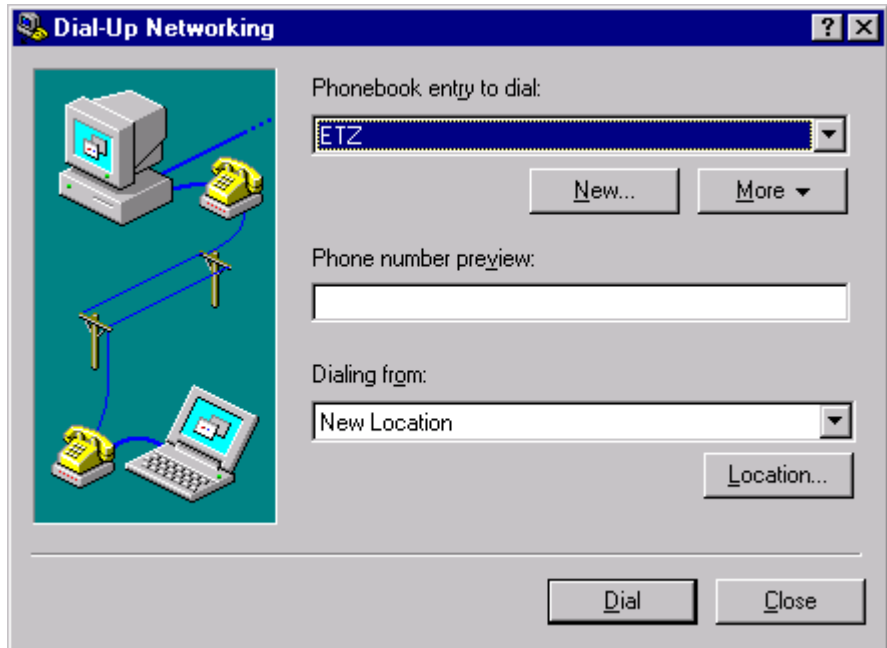 Dial-Up Networking
Phonebook entry to dial:
ETZ
New...
More
Phone number preview:
Dialing from:
New Location
Location...
Dial
Close